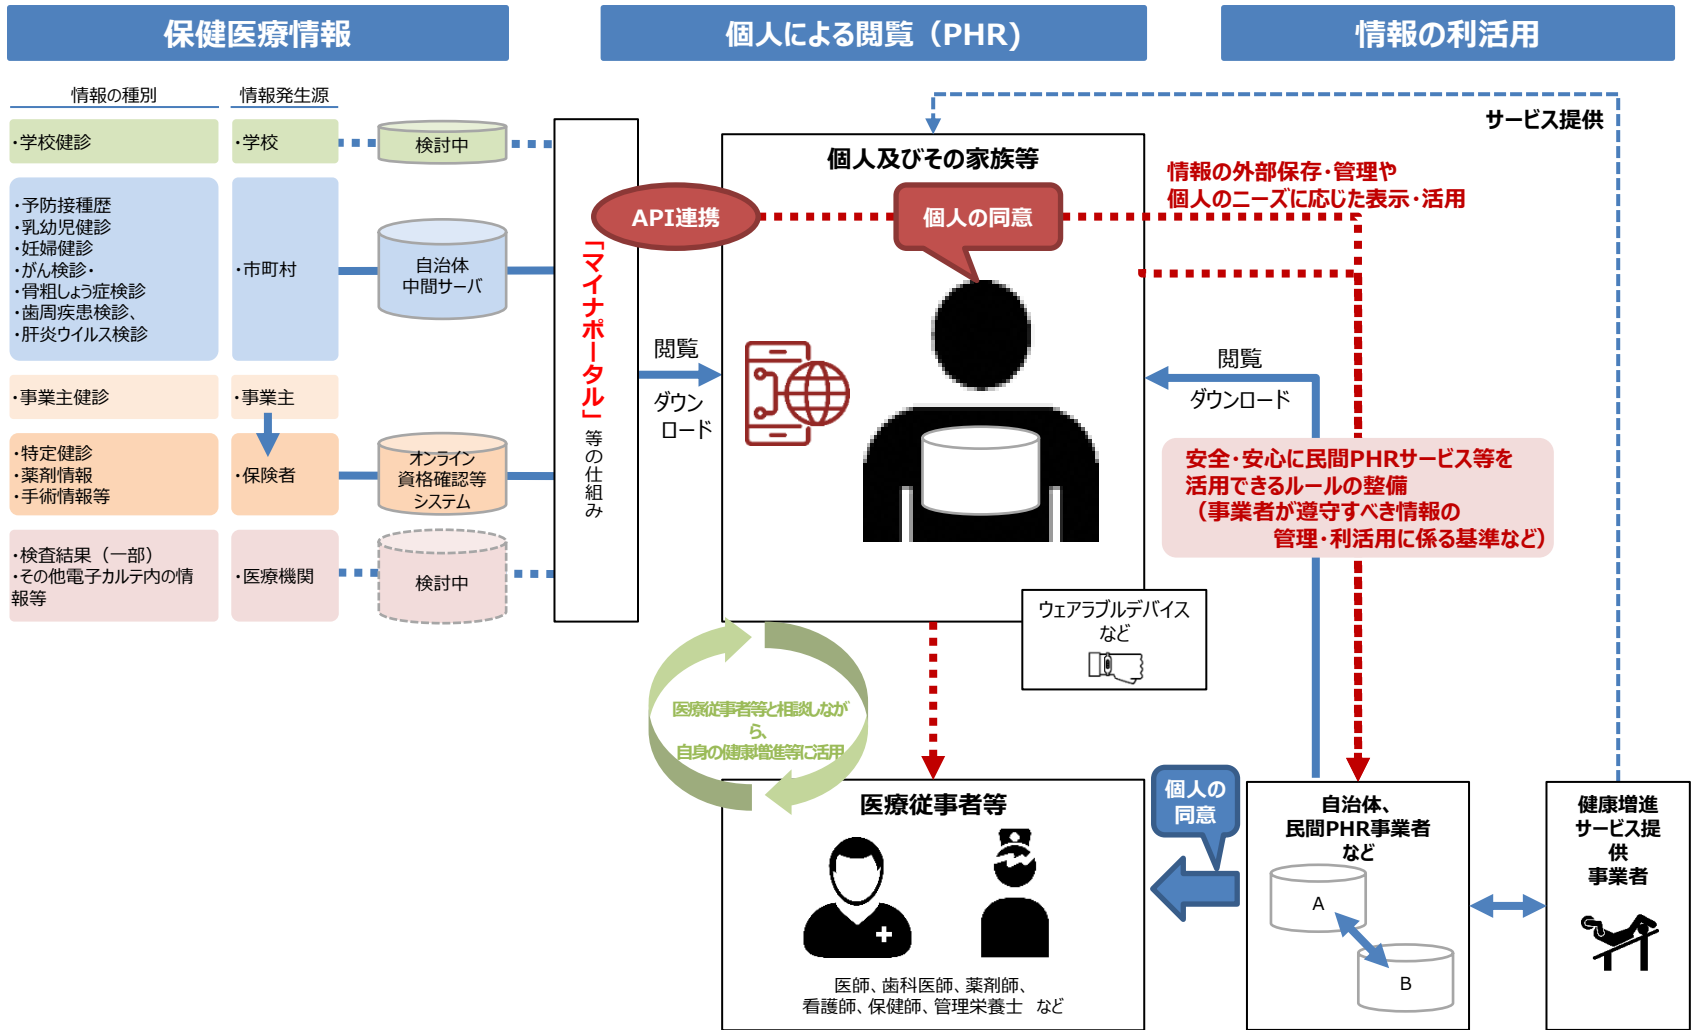 保健医療情報
個人による閲覧（PHR)
情報の利活用
情報の種別
情報発生源
・学校健診
・学校
検討中
・予防接種歴
・乳幼児健診
・妊婦健診
・がん検診・
・骨粗しょう症検診
・歯周疾患検診、
・肝炎ウイルス検診
・市町村
自治体
中間サーバ
・事業主健診
・事業主
・特定健診
・薬剤情報
・手術情報等
・保険者
オンライン
資格確認等
システム
・検査結果（一部）
・その他電子カルテ内の情
報等
・医療機関
検討中
「マイナポータル」等の仕組み
API連携
閲覧
ダウン
ロード
個人及びその家族等
個人の同意
サービス提供
情報の外部保存・管理や
個人のニーズに応じた表示・活用
閲覧
ダウンロード
安全・安心に民間PHRサービス等を
活用できるルールの整備
（事業者が遵守すべき情報の
管理・利活用に係る基準など）
ウェアラブルデバイス
など
医療従事者等と相談しなが
ら、
自身の健康増進等に活用
医療従事者等
医師、歯科医師、薬剤師、
看護師、保健師、管理栄養士 など
個人の
同意
自治体、
民間PHR事業者
など
A
B
健康増進
サービス提
供
事業者